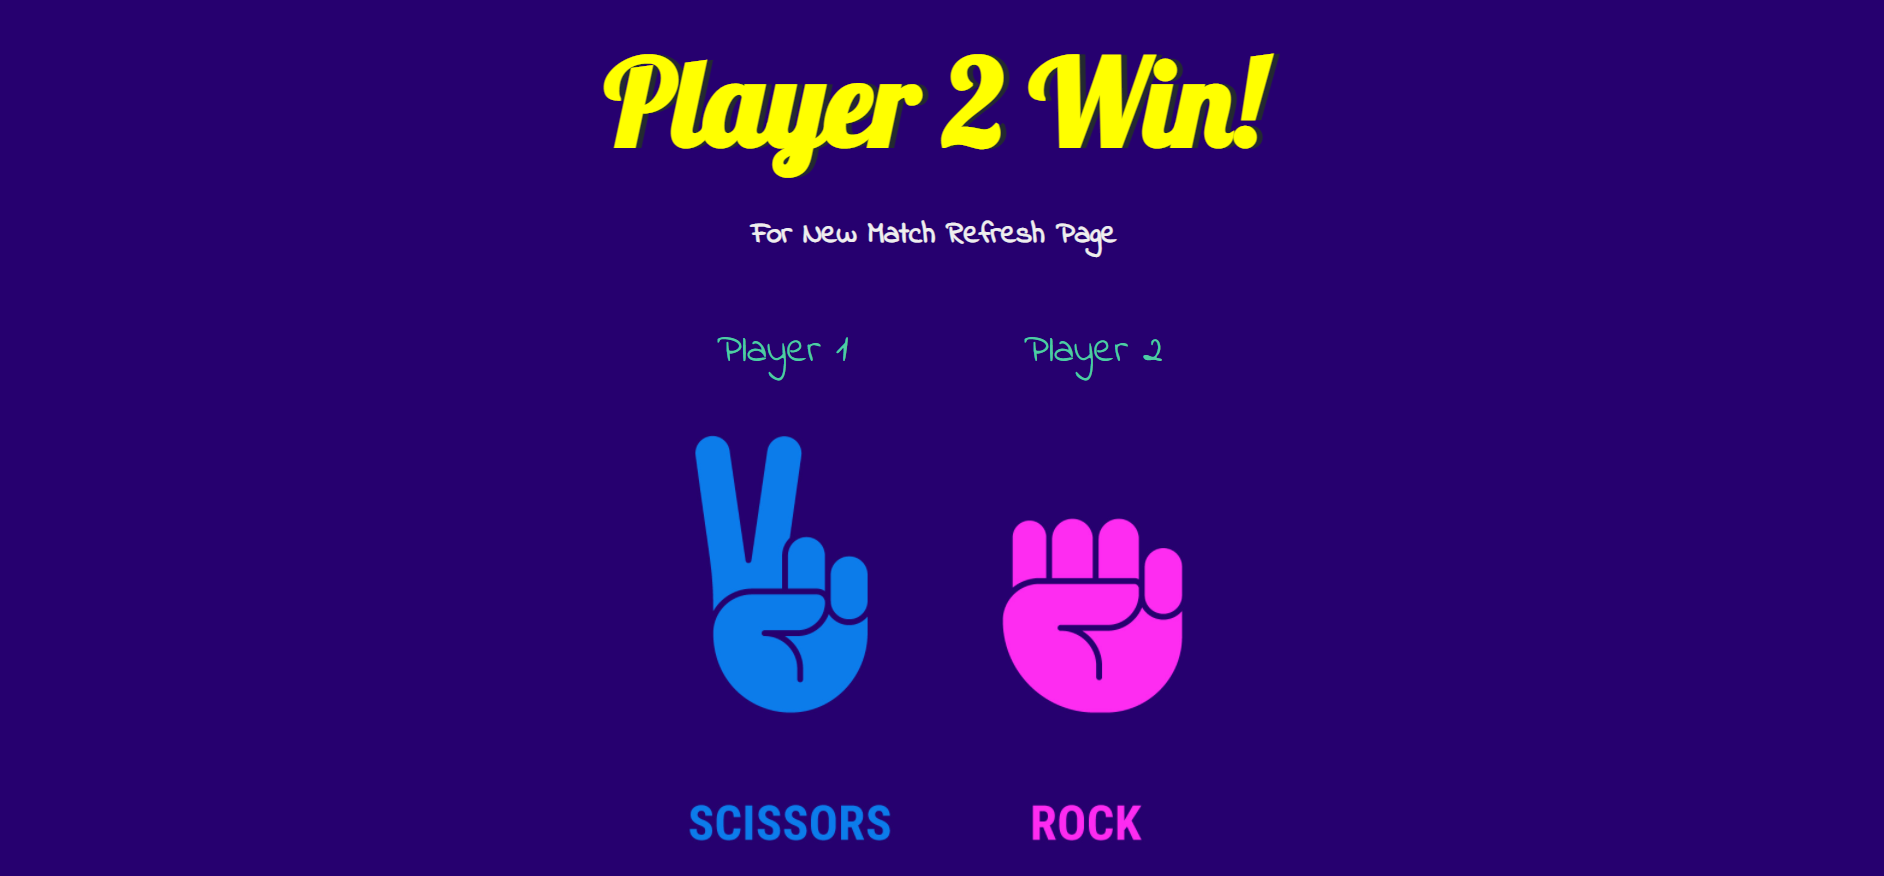 Player 2 Win!
For New Match Refresh Page
Player 1
Player 2
SCISSORS
ROCK